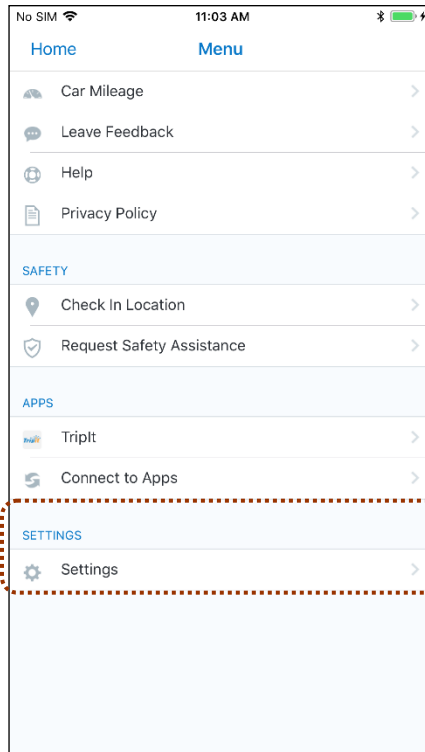 No SIM 11:03 AM
Home Menu
Car Mileage
Leave Feedback
Help
Privacy Policy
SAFETY
Check In Location
Request Safety Assistance
APPS
TripIt
Connect to Apps
SETTINGS
Settings